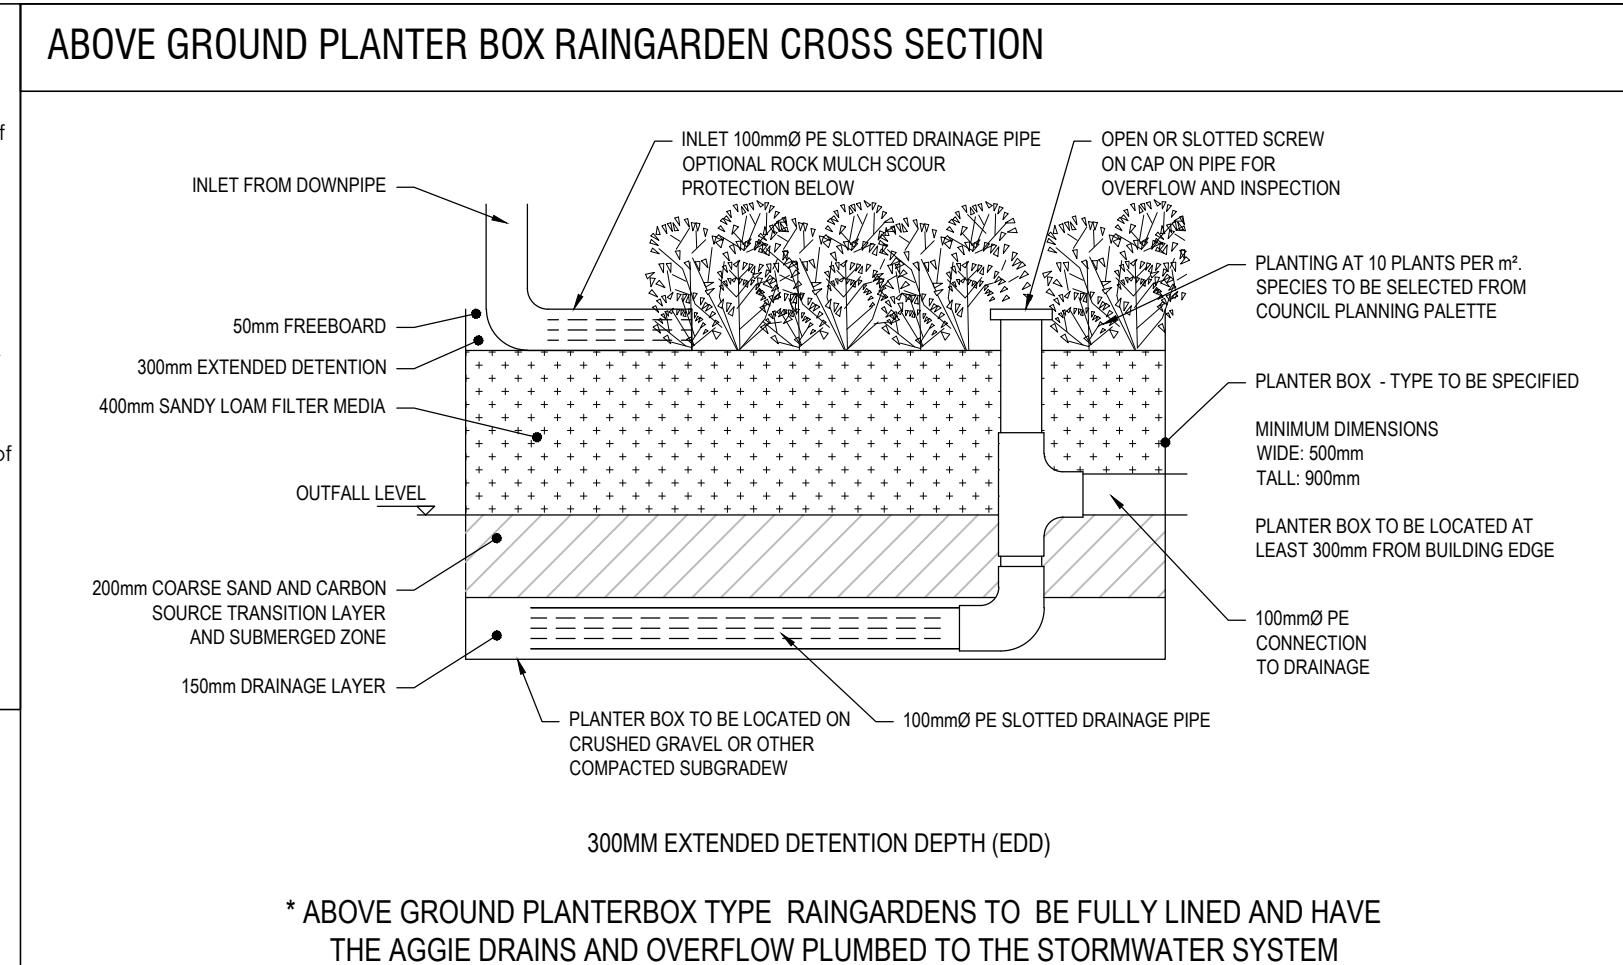 ABOVE GROUND PLANTER BOX RAINGARDEN CROSS SECTION
f
of
INLET FROM DOWNPIPE
INLET 100mmØ PE SLOTTED DRAINAGE PIPE
OPTIONAL ROCK MULCH SCOUR
PROTECTION BELOW
OPEN OR SLOTTED SCREW
ON CAP ON PIPE FOR
OVERFLOW AND INSPECTION
50mm FREEBOARD
300mm EXTENDED DETENTION
400mm SANDY LOAM FILTER MEDIA
OUTFALL LEVEL
200mm COARSE SAND AND CARBON
SOURCE TRANSITION LAYER
AND SUBMERGED ZONE
150mm DRAINAGE LAYER
PLANTING AT 10 PLANTS PER m².
SPECIES TO BE SELECTED FROM
COUNCIL PLANNING PALETTE
PLANTER BOX - TYPE TO BE SPECIFIED
MINIMUM DIMENSIONS
WIDE: 500mm
TALL: 900mm
PLANTER BOX TO BE LOCATED AT
LEAST 300mm FROM BUILDING EDGE
100mmØ PE
CONNECTION
TO DRAINAGE
PLANTER BOX TO BE LOCATED ON
CRUSHED GRAVEL OR OTHER
COMPACTED SUBGRADEW
100mmØ PE SLOTTED DRAINAGE PIPE
300MM EXTENDED DETENTION DEPTH (EDD)
* ABOVE GROUND PLANTERBOX TYPE RAINGARDENS TO BE FULLY LINED AND HAVE
THE AGGIE DRAINS AND OVERFLOW PLUMBED TO THE STORMWATER SYSTEM